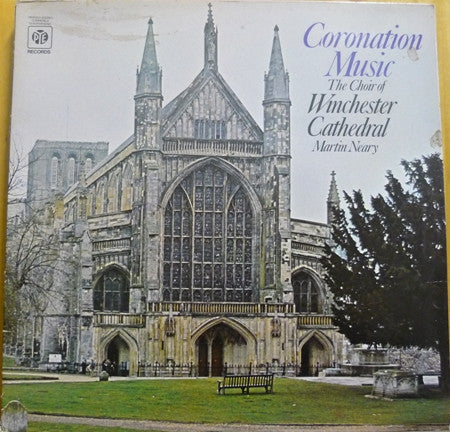 PYE
RECORDS
Coronation
Music
The Choir of
Winchester
Cathedral
Martin Neary